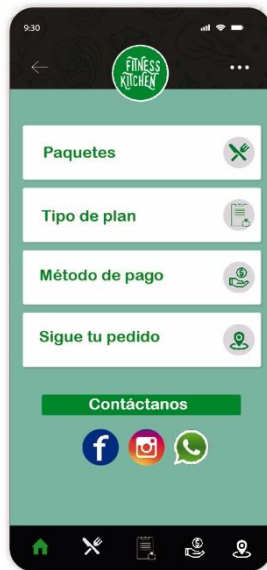 9:30
FITNESS
KITCHEN
Paquetes
Tipo de plan
Método de pago
Sigue tu pedido
Contáctanos